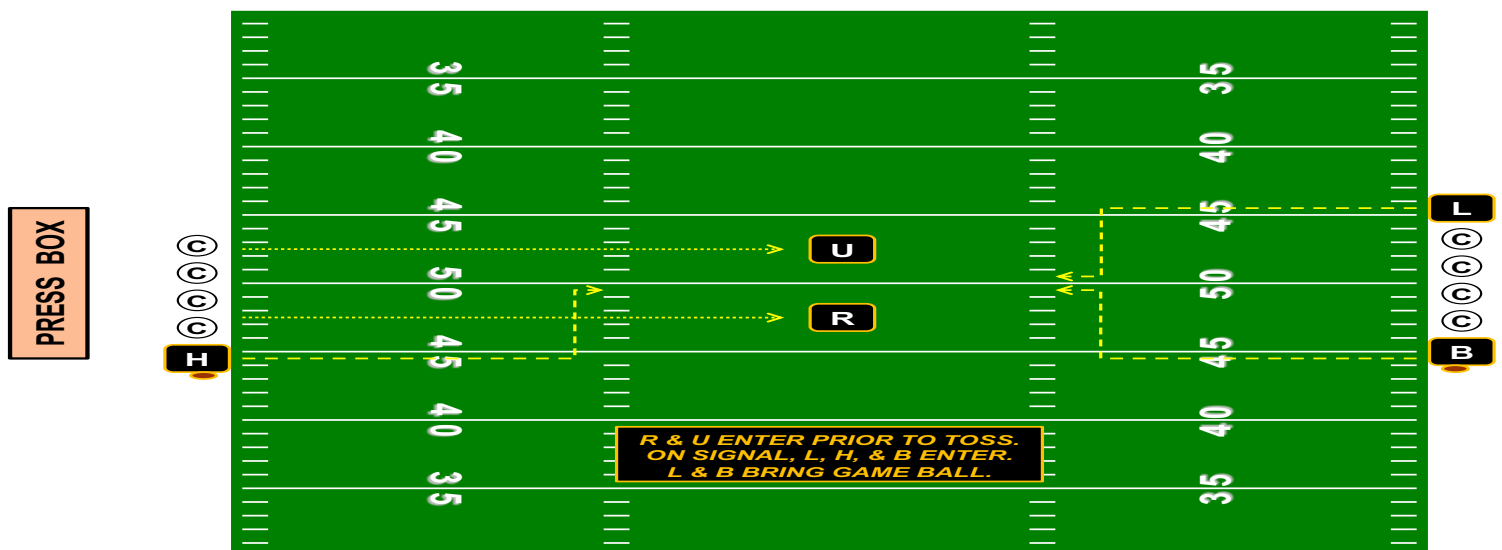 35 35
40 40
45 45
L
PRESS BOX
C U C
C C
50 50
C C
C R C
H 45 45 B
40 40
R & U ENTER PRIOR TO TOSS.
ON SIGNAL, L, H, & B ENTER.
L & B BRING GAME BALL.
35 35